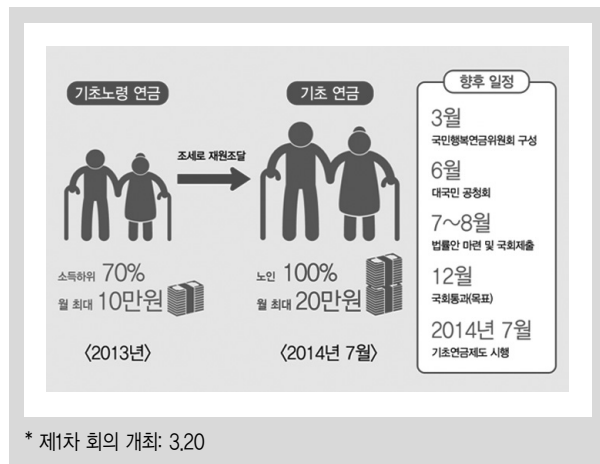 기초노령 연금
소득하위 70%
월 최대 10만원
〈2013년〉
조세로 재원조달
기초 연금
노인 100%
월 최대 20만원
〈2014년 7월〉
향후 일정
3월
국민행복연금위원회 구성
6월
대국민 공청회
7~8월
법률안 마련 및 국회제출
12월
국회통과(목표)
2014년 7월
기초연금제도 시행
* 제1차 회의 개최: 3.20